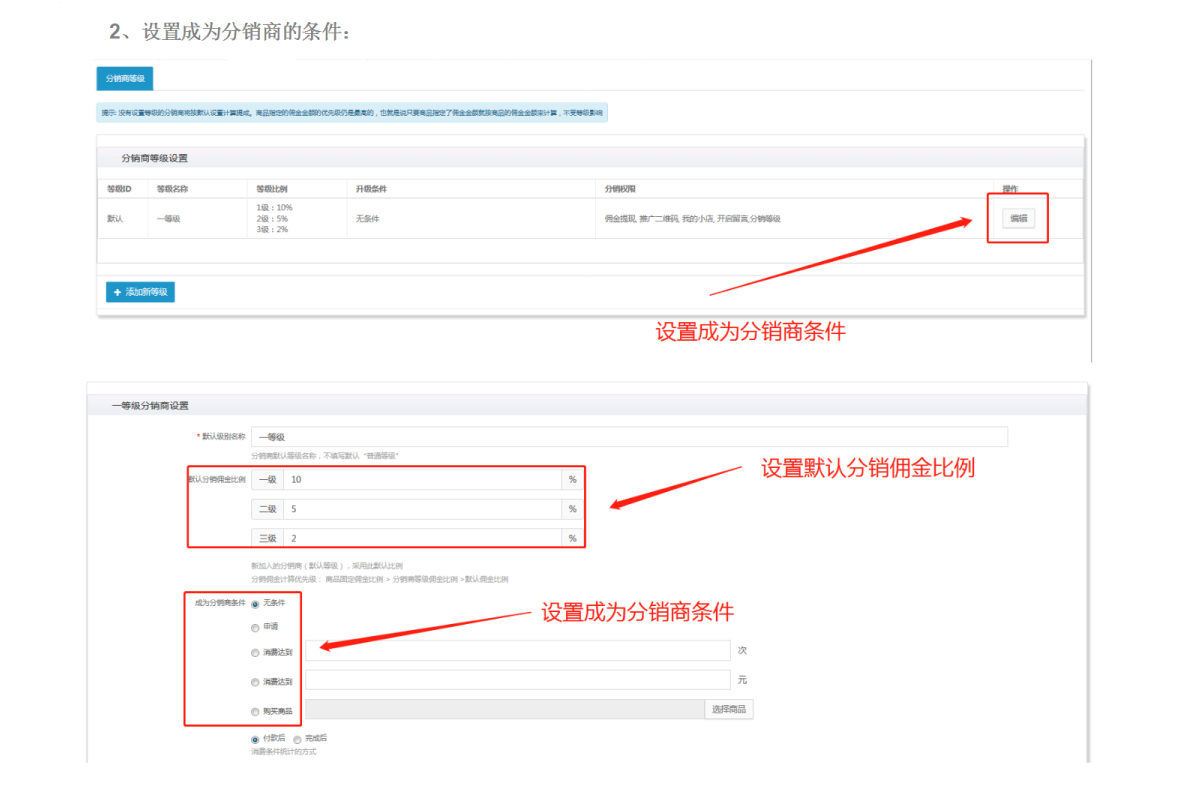 2、设置成为分销商的条件：
分销商等级
提示: 没有设置等级的分销商将按默认设置计算提成。商品指定的佣金金额的优先级仍是最高的，也就是说只要商品指定了佣金金额就按商品的佣金金额来计算，不受等级影响
分销商等级设置
等级ID 等级名称 等级比例 升级条件 分销权限 操作
默认 一等级 1级：10% 无条件 佣金提现, 推广二维码, 我的小店, 开启留言,分销等级 编辑
2级：5%
3级：2%
+ 添加新等级
设置成为分销商条件
一等级分销商设置
* 默认级别名称 一等级
分销商默认等级名称，不填写默认 "普通等级"
设置默认分销佣金比例
默认分销佣金比例 一级 10 %
二级 5 %
三级 2 %
新加入的分销商 ( 默认等级 ) ，采用此默认比例
分销佣金计算优先级： 商品固定佣金比例 > 分销商等级佣金比例 >默认佣金比例
成为分销商条件 无条件
设置成为分销商条件
申请
消费达到 次
消费达到 元
购买商品 选择商品
付款后 完成后
消费条件统计的方式